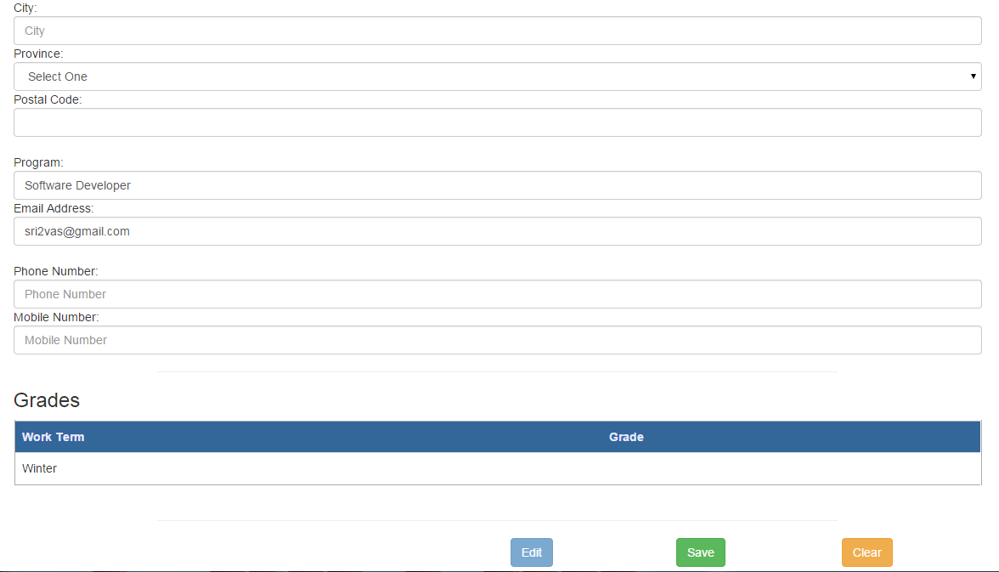 City:
City
Province:
Select One
Postal Code:
Program:
Software Developer
Email Address:
sri2vas@gmail.com
Phone Number:
Phone Number
Mobile Number:
Mobile Number
Grades
Work Term Grade
Winter
Edit Save Clear